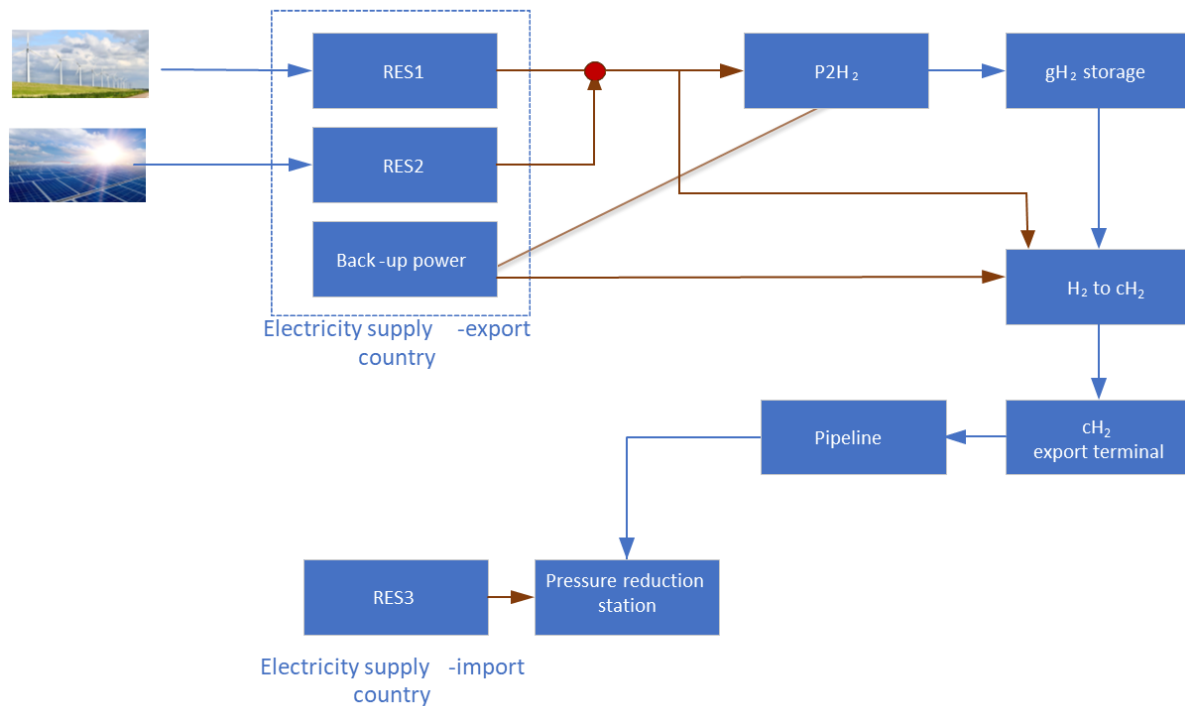 RES1
P2H₂
gH₂ storage
RES2
Back -up power
H₂ to cH₂
Electricity supply -export
country
Pipeline
cH₂
export terminal
RES3
Pressure reduction
station
Electricity supply -import
country